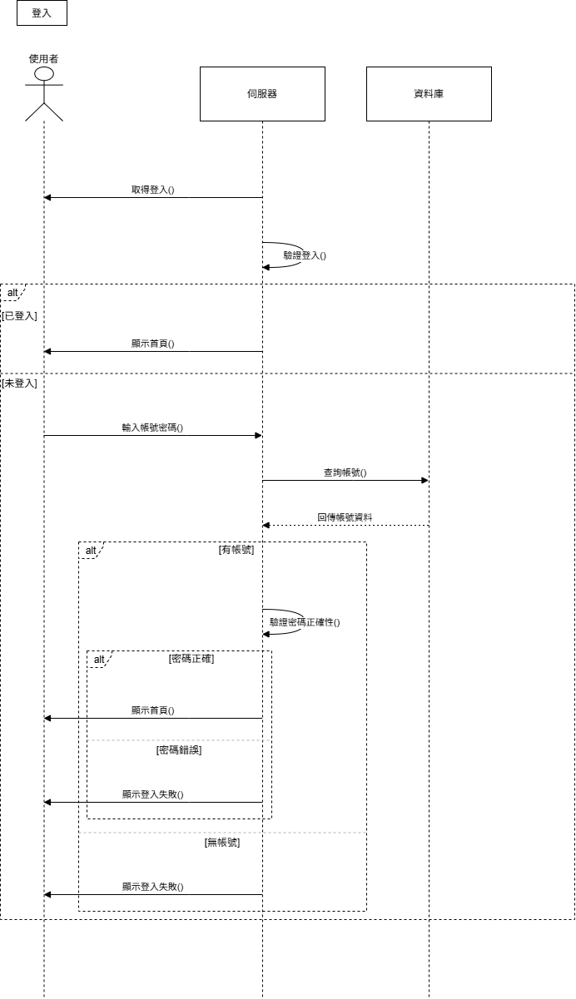 登入
使用者
伺服器
資料庫
取得登入()
驗證登入()
alt
[已登入]
顯示首頁()
[未登入]
輸入帳號密碼()
查詢帳號()
回傳帳號資料
alt
[有帳號]
驗證密碼正確性()
alt
[密碼正確]
顯示首頁()
[密碼錯誤]
顯示登入失敗()
[無帳號]
顯示登入失敗()